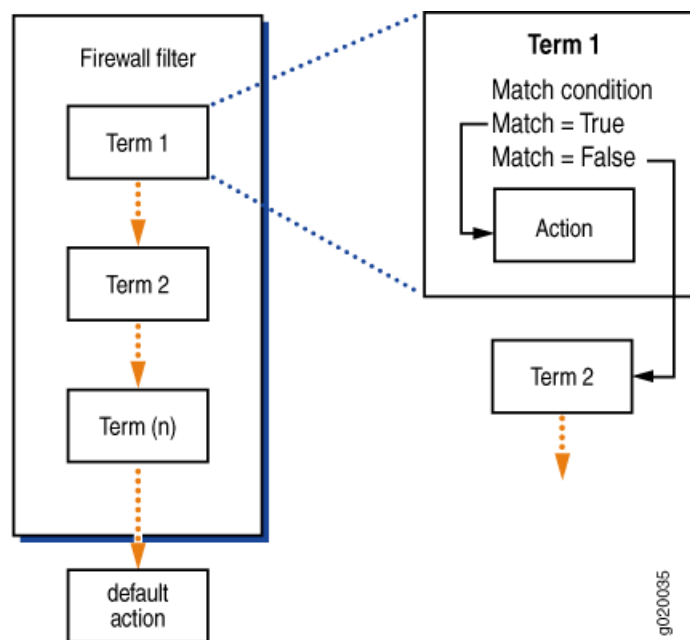 Firewall filter
Term 1
Term 2
Term (n)
default
action
Term 1
Match condition
Match = True
Match = False
Action
Term 2
g020035